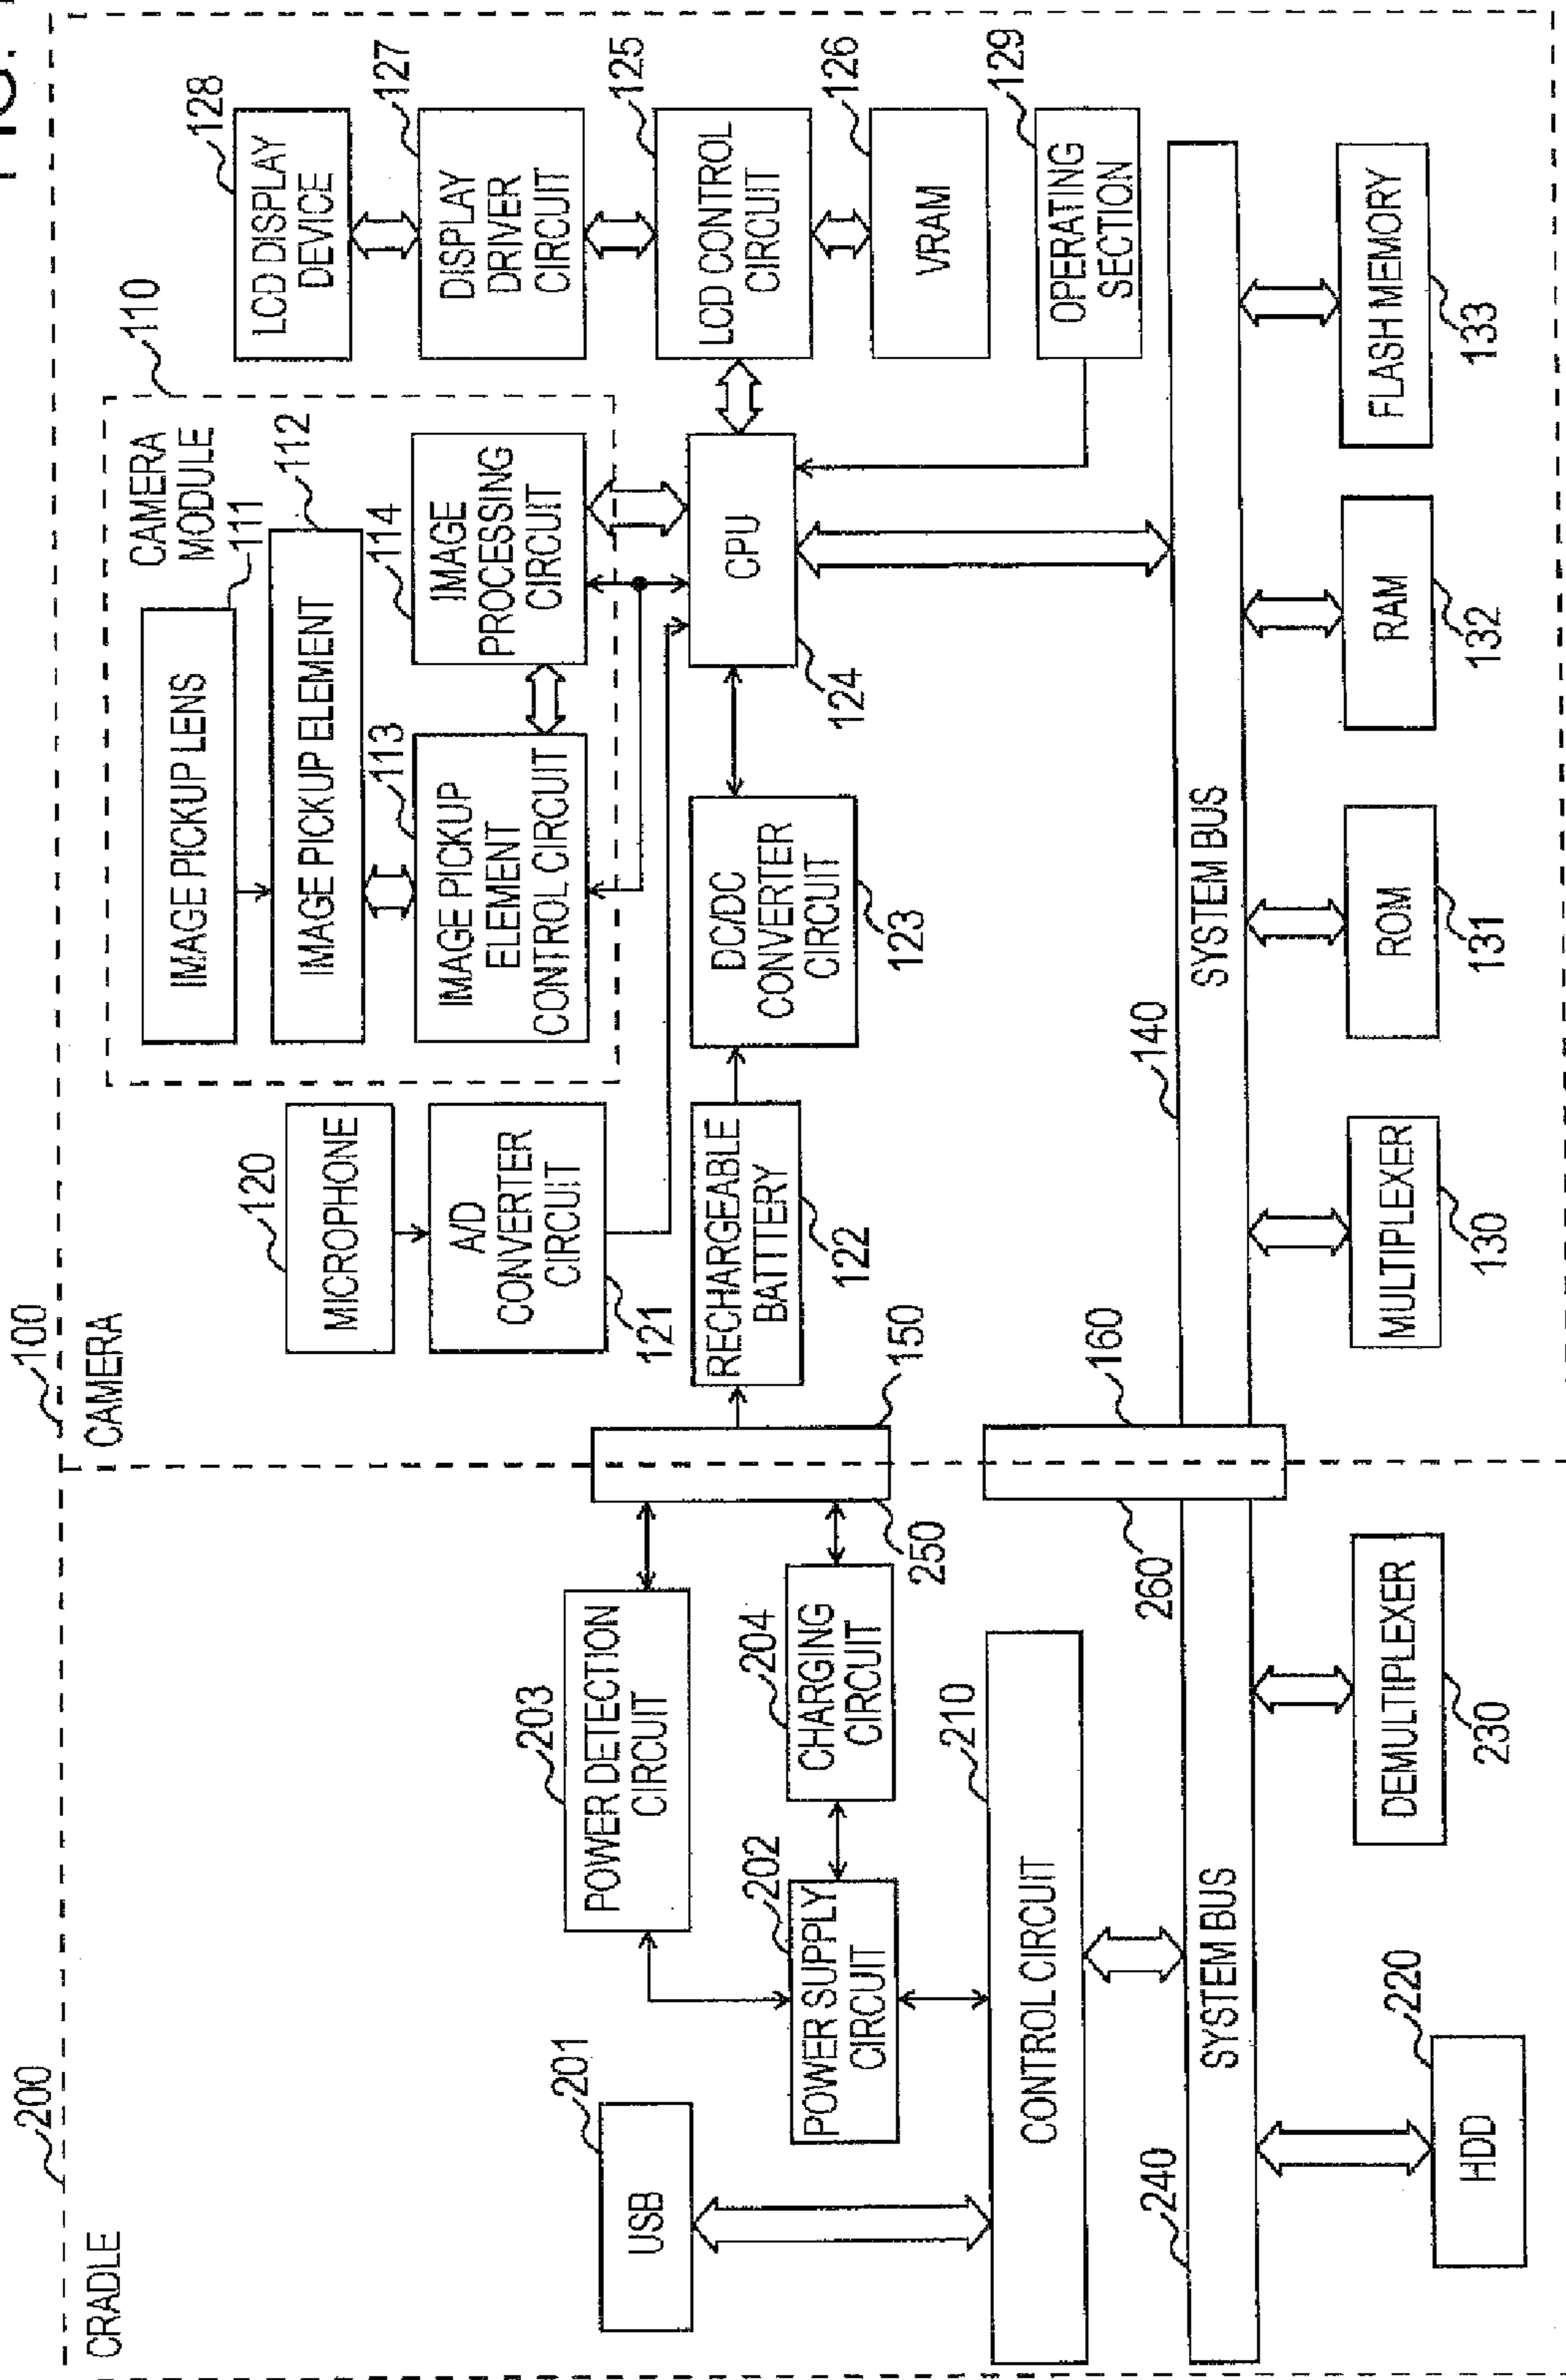 FIG.
200
100
CRADLE
CAMERA
128
LCD DISPLAY
DEVICE
127
DISPLAY
DRIVER
CIRCUIT
125
LCD CONTROL
CIRCUIT
126
VRAM
129
OPERATING
SECTION
110
CAMERA
MODULE
111
IMAGE PICKUP LENS
112
IMAGE PICKUP ELEMENT
113
IMAGE PICKUP
ELEMENT
CONTROL CIRCUIT
114
IMAGE
PROCESSING
CIRCUIT
120
MICROPHONE
A/D
CONVERTER
CIRCUIT
121
RECHARGEABLE
BATTTERY
122
DC/DC
CONVERTER
CIRCUIT
123
CPU
124
150
250
160
260
140
SYSTEM BUS
MULTIPLEXER
130
ROM
131
RAM
132
FLASH MEMORY
133
201
USB
202
POWER SUPPLY
CIRCUIT
203
POWER DETECTION
CIRCUIT
204
CHARGING
CIRCUIT
210
CONTROL CIRCUIT
240
SYSTEM BUS
220
HDD
DEMULTIPLEXER
230